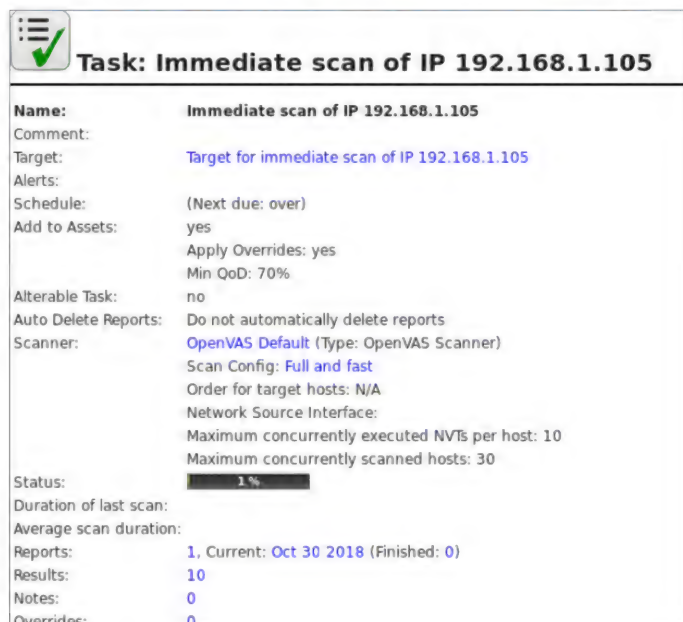 Task: Immediate scan of IP 192.168.1.105
Name: Immediate scan of IP 192.168.1.105
Comment:
Target: Target for immediate scan of IP 192.168.1.105
Alerts:
Schedule: (Next due: over)
Add to Assets: yes
Apply Overrides: yes
Min QoD: 70%
Alterable Task: no
Auto Delete Reports: Do not automatically delete reports
Scanner: OpenVAS Default (Type: OpenVAS Scanner)
Scan Config: Full and fast
Order for target hosts: N/A
Network Source Interface:
Maximum concurrently executed NVTs per host: 10
Maximum concurrently scanned hosts: 30
Status: 1 %
Duration of last scan:
Average scan duration:
Reports: 1, Current: Oct 30 2018 (Finished: 0)
Results: 10
Notes: 0
Overrides: 0